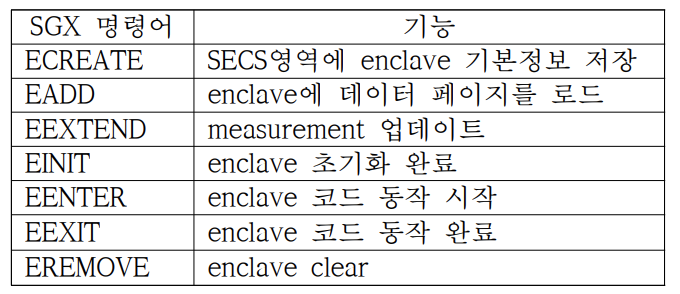 SGX 명령어 기능
ECREATE SECS영역에 enclave 기본정보 저장
EADD enclave에 데이터 페이지를 로드
EEXTEND measurement 업데이트
EINIT enclave 초기화 완료
EENTER enclave 코드 동작 시작
EEXIT enclave 코드 동작 완료
EREMOVE enclave clear